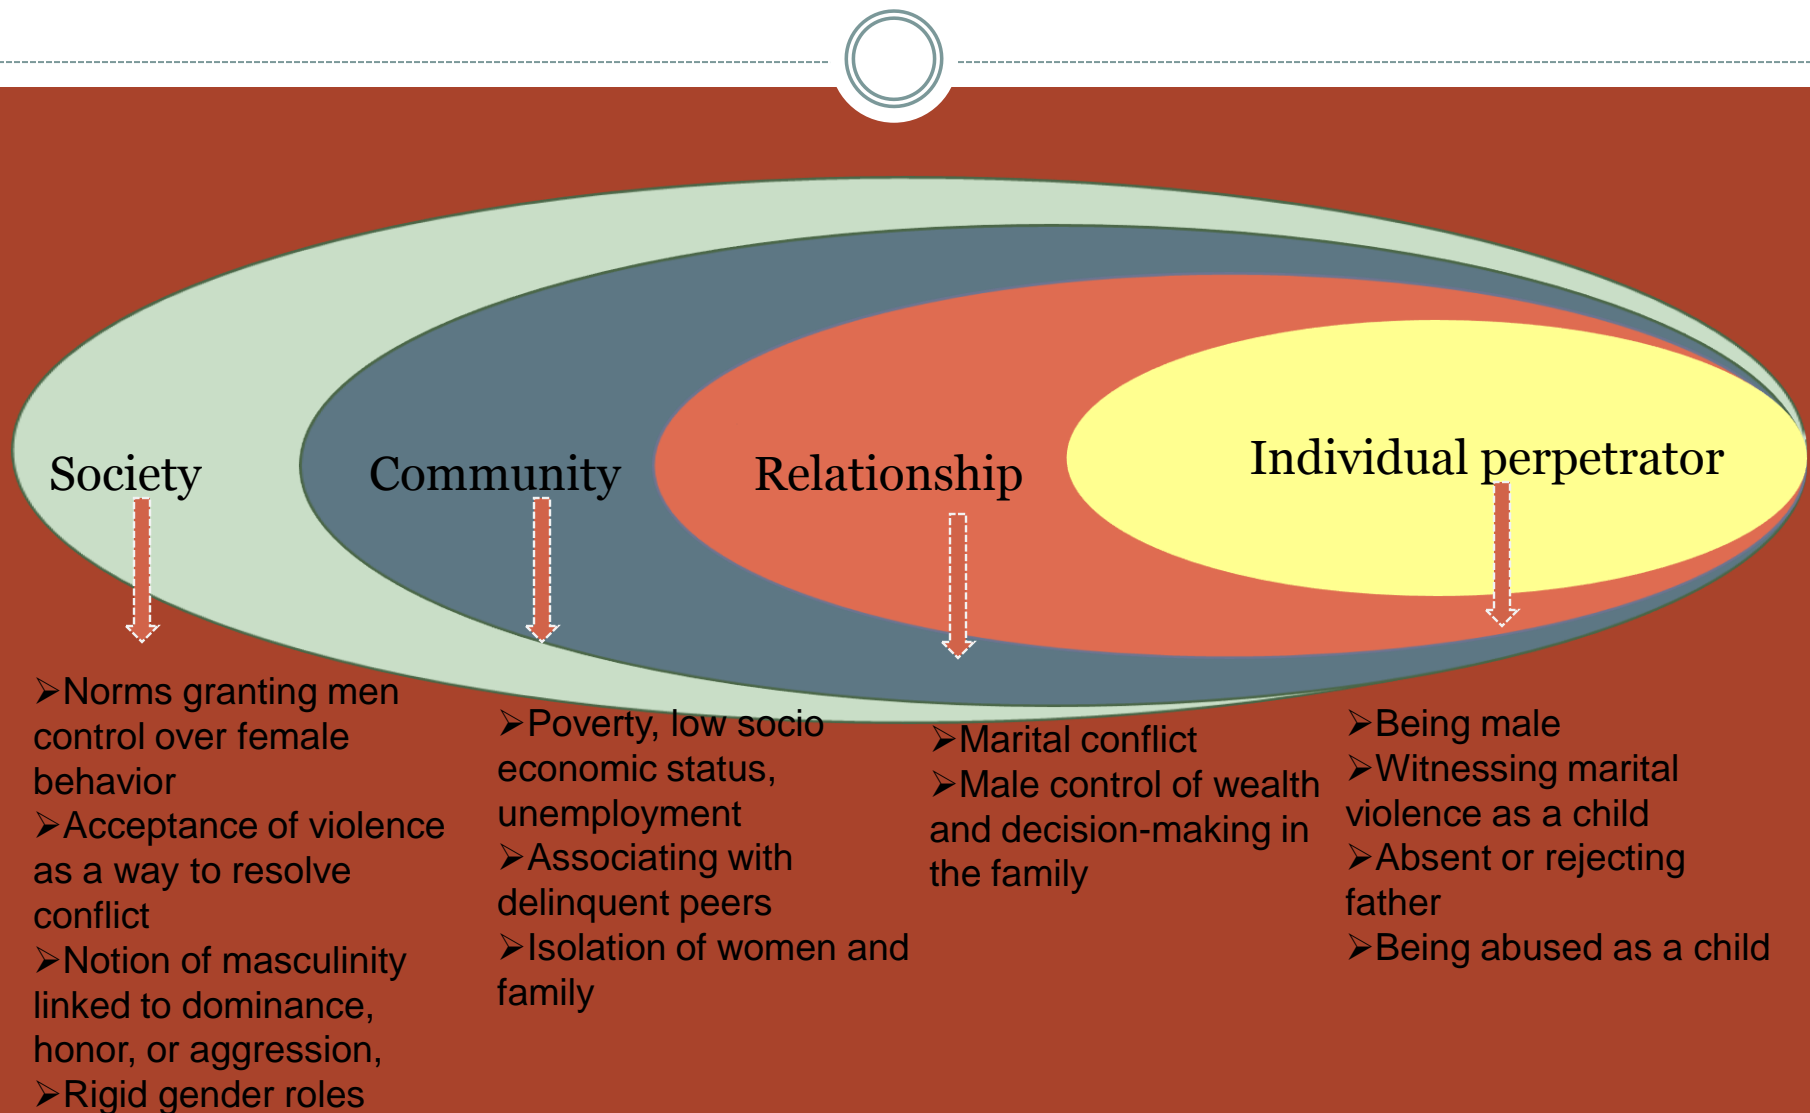 Society
Community
Relationship
Individual perpetrator
➢Norms granting men
control over female
behavior
➢Acceptance of violence
as a way to resolve
conflict
➢Notion of masculinity
linked to dominance,
honor, or aggression,
➢Rigid gender roles
➢Poverty, low socio
economic status,
unemployment
➢Associating with
delinquent peers
➢Isolation of women and
family
➢Marital conflict
➢Male control of wealth
and decision-making in
the family
➢Being male
➢Witnessing marital
violence as a child
➢Absent or rejecting
father
➢Being abused as a child